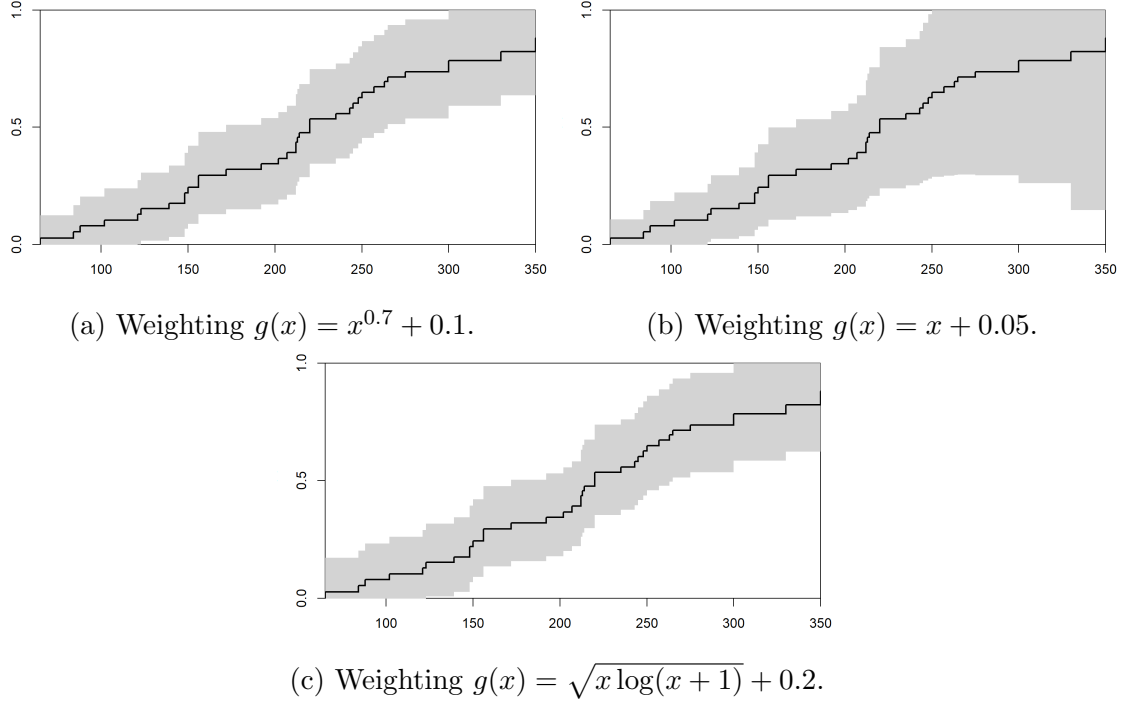 1.0
0.5
0.0
100 150 200 250 300 350
1.0
0.5
0.0
100 150 200 250 300 350
(a) Weighting g(x) = x^0.7 + 0.1.
(b) Weighting g(x) = x + 0.05.
1.0
0.5
0.0
100 150 200 250 300 350
(c) Weighting g(x) = √(x log(x + 1)) + 0.2.